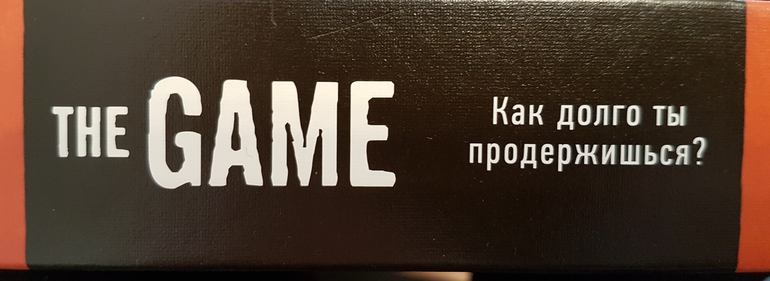 THE GAME
Как долго ты
продержишься?